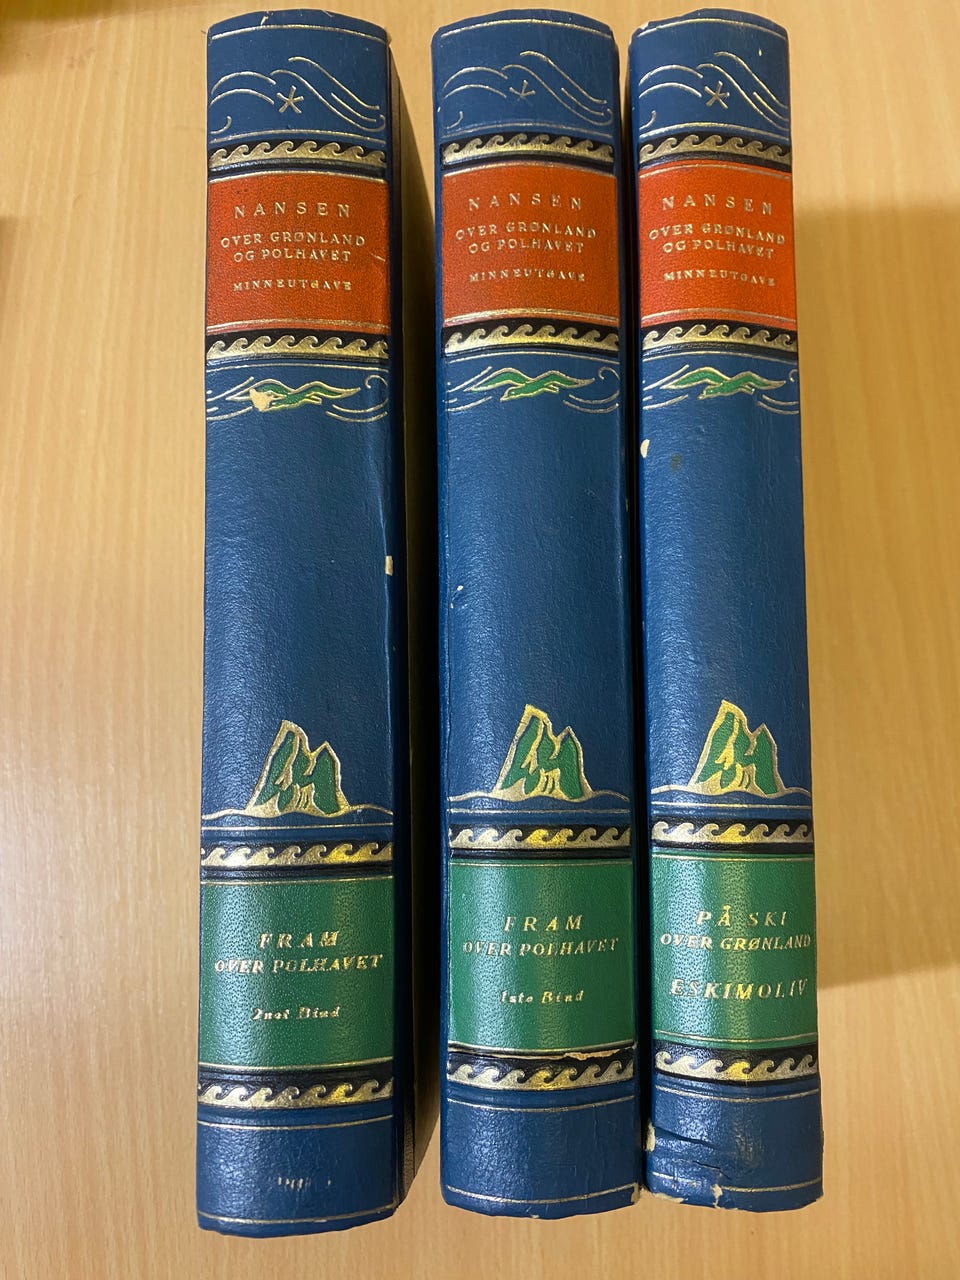 NANSEN
OVER GRØNLAND
OG POLHAVET
MINNEUTGAVE
FRAM
OVER POLHAVET
2net Bind
NANSEN
OVER GRØNLAND
OG POLHAVET
MINNEUTGAVE
FRAM
OVER POLHAVET
1ste Bind
NANSEN
OVER GRØNLAND
OG POLHAVET
MINNEUTGAVE
PÅ SKI
OVER GRØNLAND
ESKIMOLIV